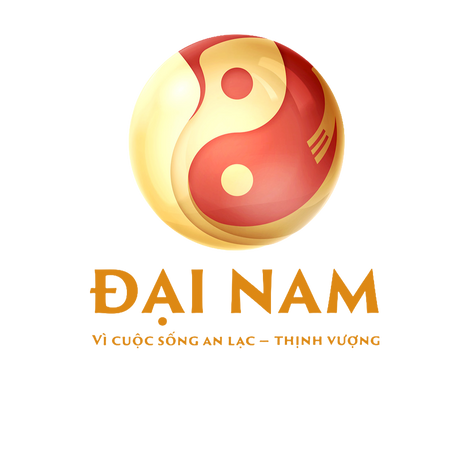 ĐẠI NAM
VÌ CUỘC SỐNG AN LẠC – THỊNH VƯỢNG